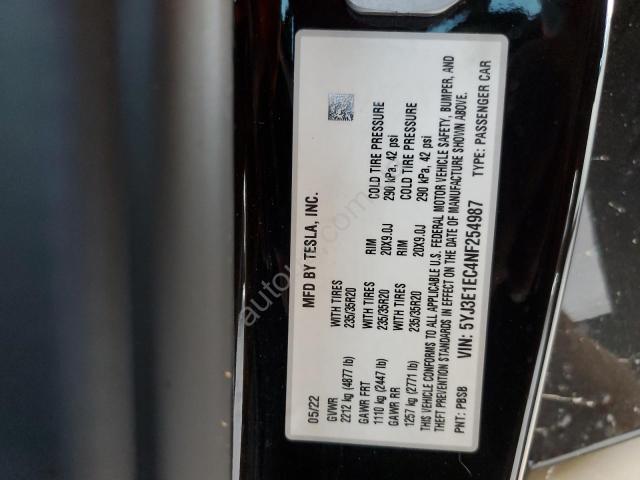 MFD BY TESLA, INC.
05/22
GVWR WITH TIRES RIM COLD TIRE PRESSURE
2212 kg (4877 lb) 235/35R20 20X9.0J 290 kPa, 42 psi
GAWR FRT WITH TIRES RIM COLD TIRE PRESSURE
1110 kg (2447 lb) 235/35R20 20X9.0J 290 kPa, 42 psi
GAWR RR WITH TIRES
1257 kg (2771 lb) 235/35R20
THIS VEHICLE CONFORMS TO ALL APPLICABLE U.S. FEDERAL MOTOR VEHICLE SAFETY, BUMPER, AND
THEFT PREVENTION STANDARDS IN EFFECT ON THE DATE OF MANUFACTURE SHOWN ABOVE.
VIN: 5YJ3E1EC4NF254987
PNT: PBSB TYPE: PASSENGER CAR